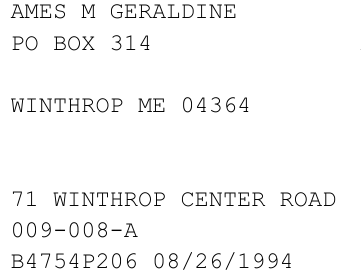 AMES M GERALDINE
PO BOX 314
WINTHROP ME 04364
71 WINTHROP CENTER ROAD
009-008-A
B4754P206 08/26/1994